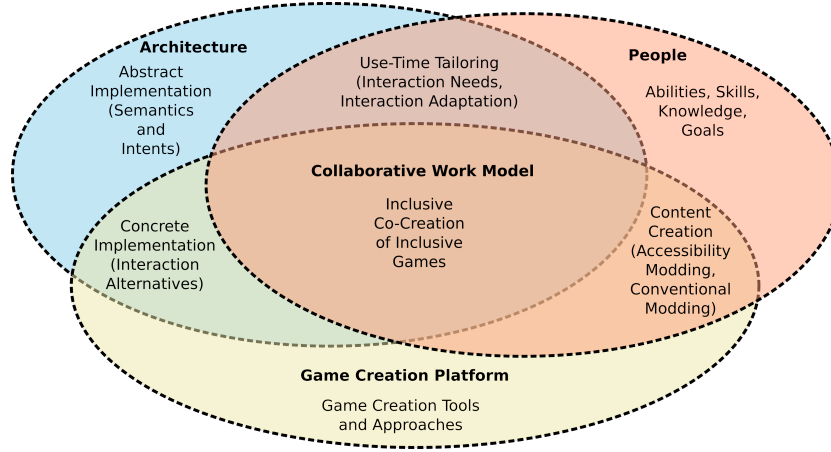 Architecture
Abstract
Implementation
(Semantics
and
Intents)
Use-Time Tailoring
(Interaction Needs,
Interaction Adaptation)
People
Abilities, Skills,
Knowledge,
Goals
Collaborative Work Model
Inclusive
Co-Creation
of Inclusive
Games
Concrete
Implementation
(Interaction
Alternatives)
Content
Creation
(Accessibility
Modding,
Conventional
Modding)
Game Creation Platform
Game Creation Tools
and Approaches